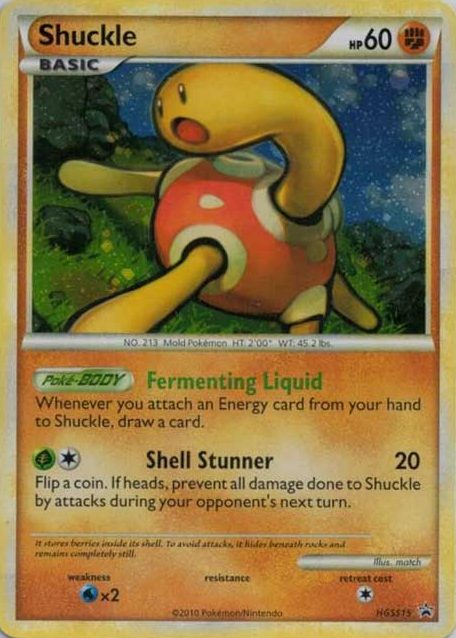 Shuckle
HP 60
BASIC
NO. 213 Mold Pokémon HT: 2'00" WT: 45.2 lbs.
Poké-BODY Fermenting Liquid
Whenever you attach an Energy card from your hand
to Shuckle, draw a card.
Shell Stunner 20
Flip a coin. If heads, prevent all damage done to Shuckle
by attacks during your opponent's next turn.
It stores berries inside its shell. To avoid attacks, it hides beneath rocks and
remains completely still.
Illus. match
weakness resistance retreat cost
×2
©2010 Pokémon/Nintendo HGSS15